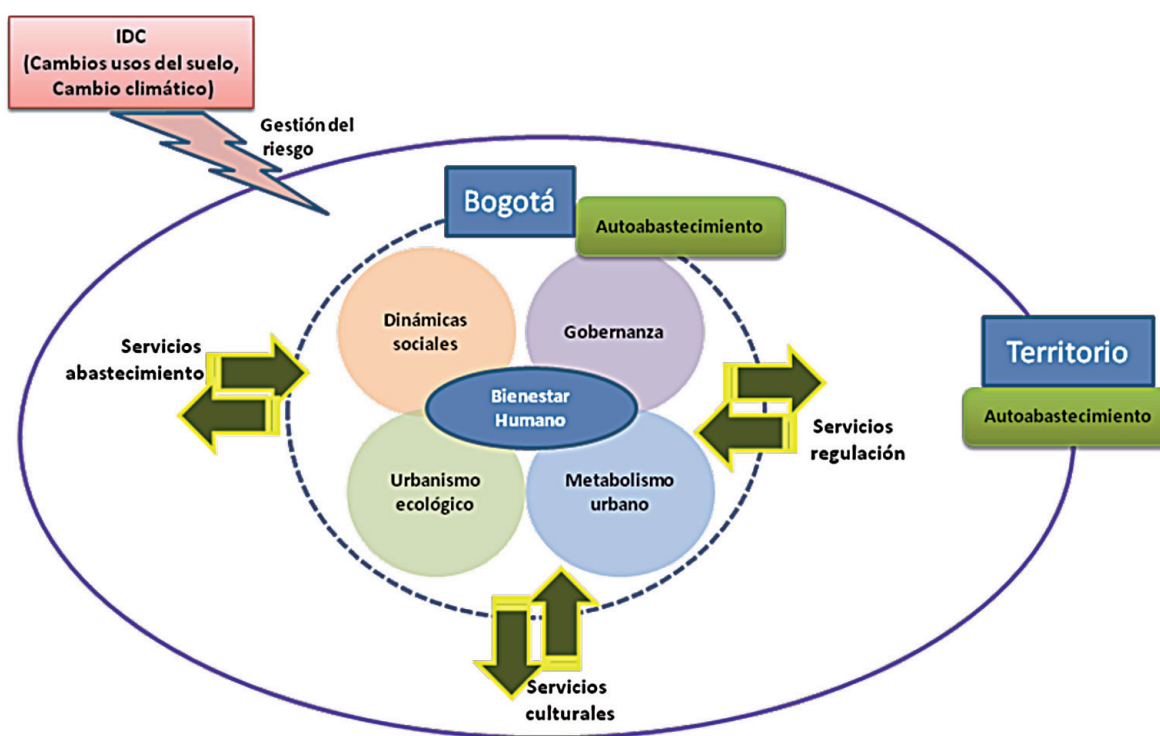 IDC
(Cambios usos del suelo,
Cambio climático)
Gestión del
riesgo
Bogotá
Autoabastecimiento
Dinámicas
sociales
Gobernanza
Servicios
abastecimiento
Bienestar
Humano
Territorio
Autoabastecimiento
Servicios
regulación
Urbanismo
ecológico
Metabolismo
urbano
Servicios
culturales